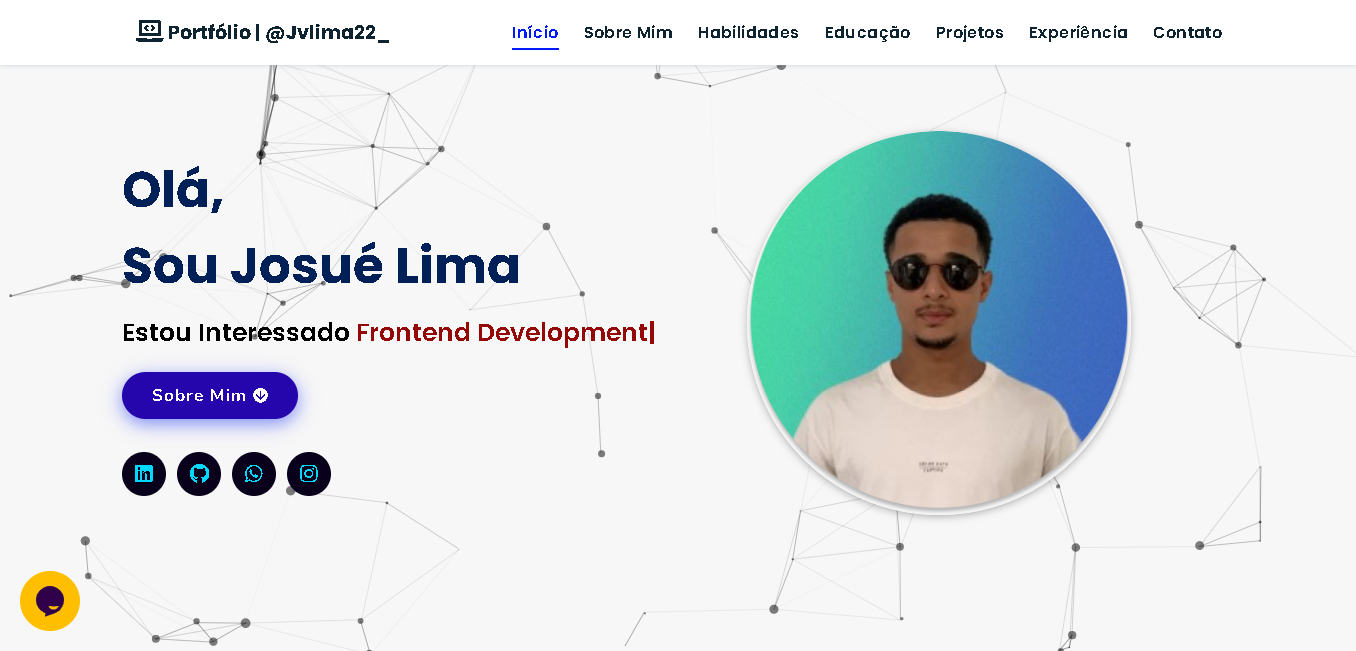 Portfólio | @Jvlima22_
Início Sobre Mim Habilidades Educação Projetos Experiência Contato
Olá,
Sou Josué Lima
Estou Interessado Frontend Development|
Sobre Mim
in